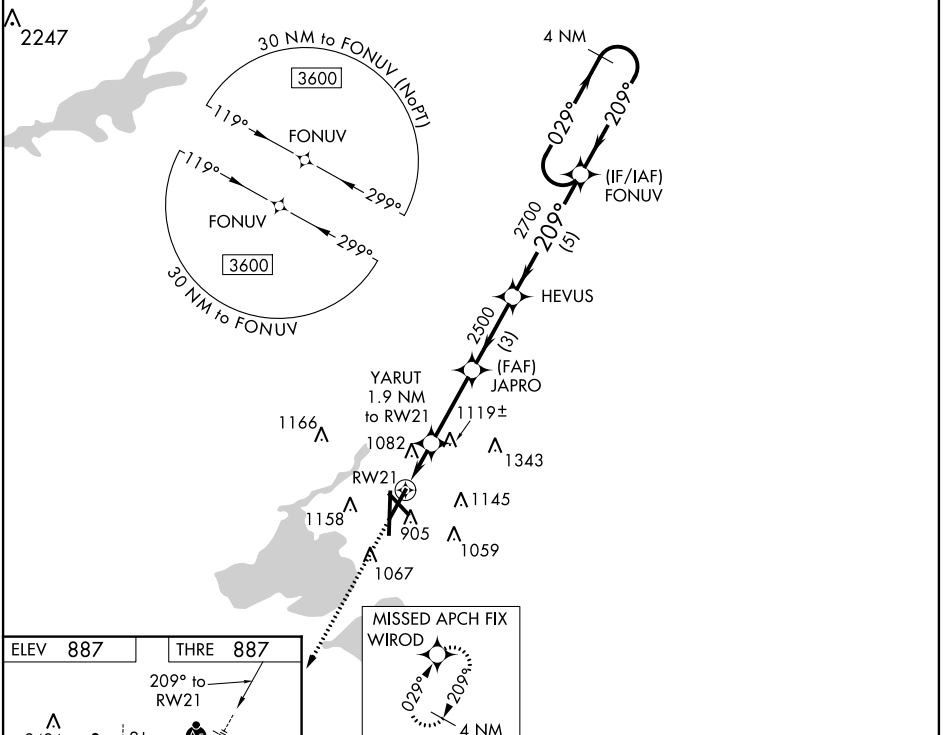 2247
30 NM to FONUV (NoPT)
3600
119°
FONUV
299°
119°
FONUV
299°
3600
30 NM to FONUV
4 NM
029°
209°
(IF/IAF)
FONUV
2700
209°
(5)
HEVUS
2500
(3)
(FAF)
JAPRO
YARUT
1.9 NM
to RW21
1119±
1166
1082
1343
RW21
1145
1158
905
1059
1067
MISSED APCH FIX
WIROD
029°
209°
4 NM
ELEV 887
THRE 887
209° to
RW21